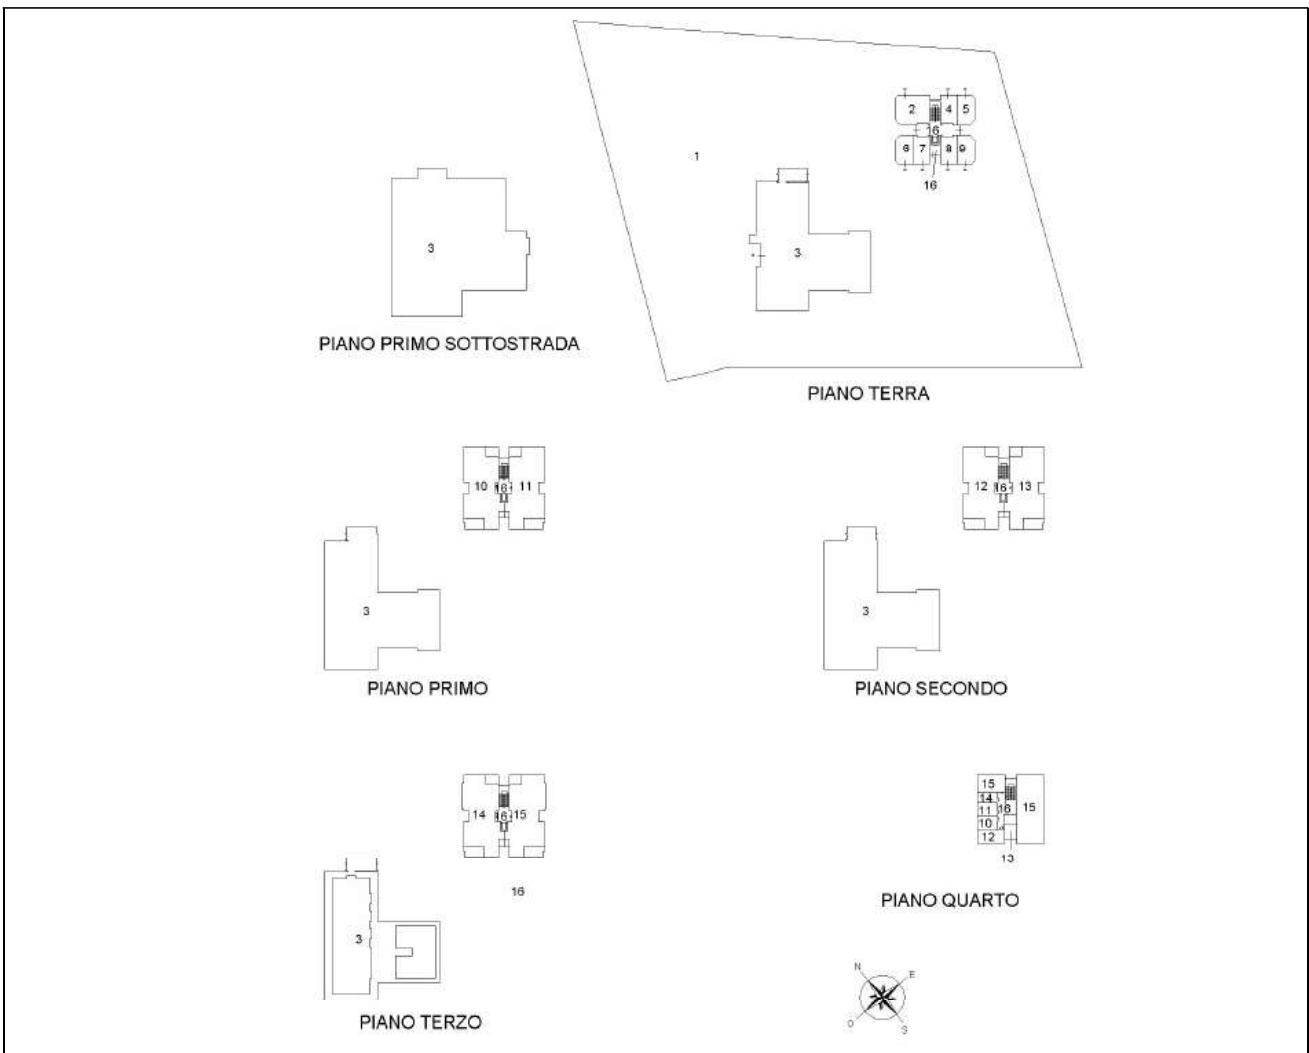 2
4
5
16
1
6
7
8
9
16
3
3
PIANO PRIMO SOTTOSTRADA
PIANO TERRA
10 16 11
12 16 13
3
3
PIANO PRIMO
PIANO SECONDO
14 16 15
15
14
16
15
11
10
12
13
16
PIANO QUARTO
3
N
E
O
S
PIANO TERZO